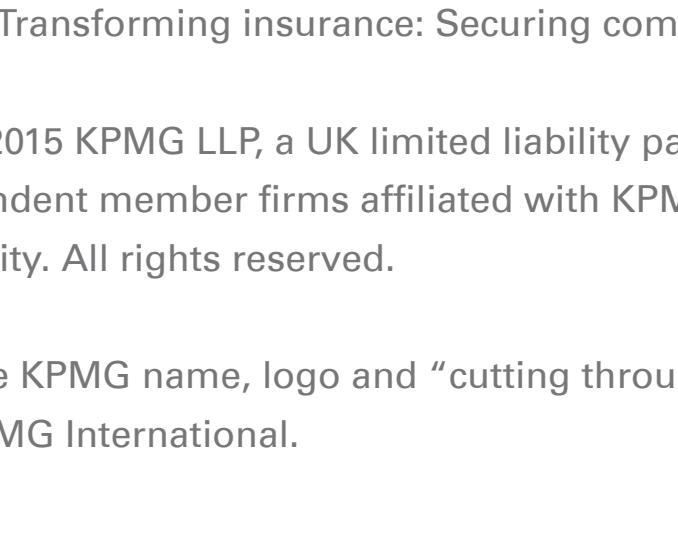 Transforming insurance: Securing com
2015 KPMG LLP, a UK limited liability pa
ndent member firms affiliated with KPM
ity. All rights reserved.
e KPMG name, logo and “cutting throu
MG International.